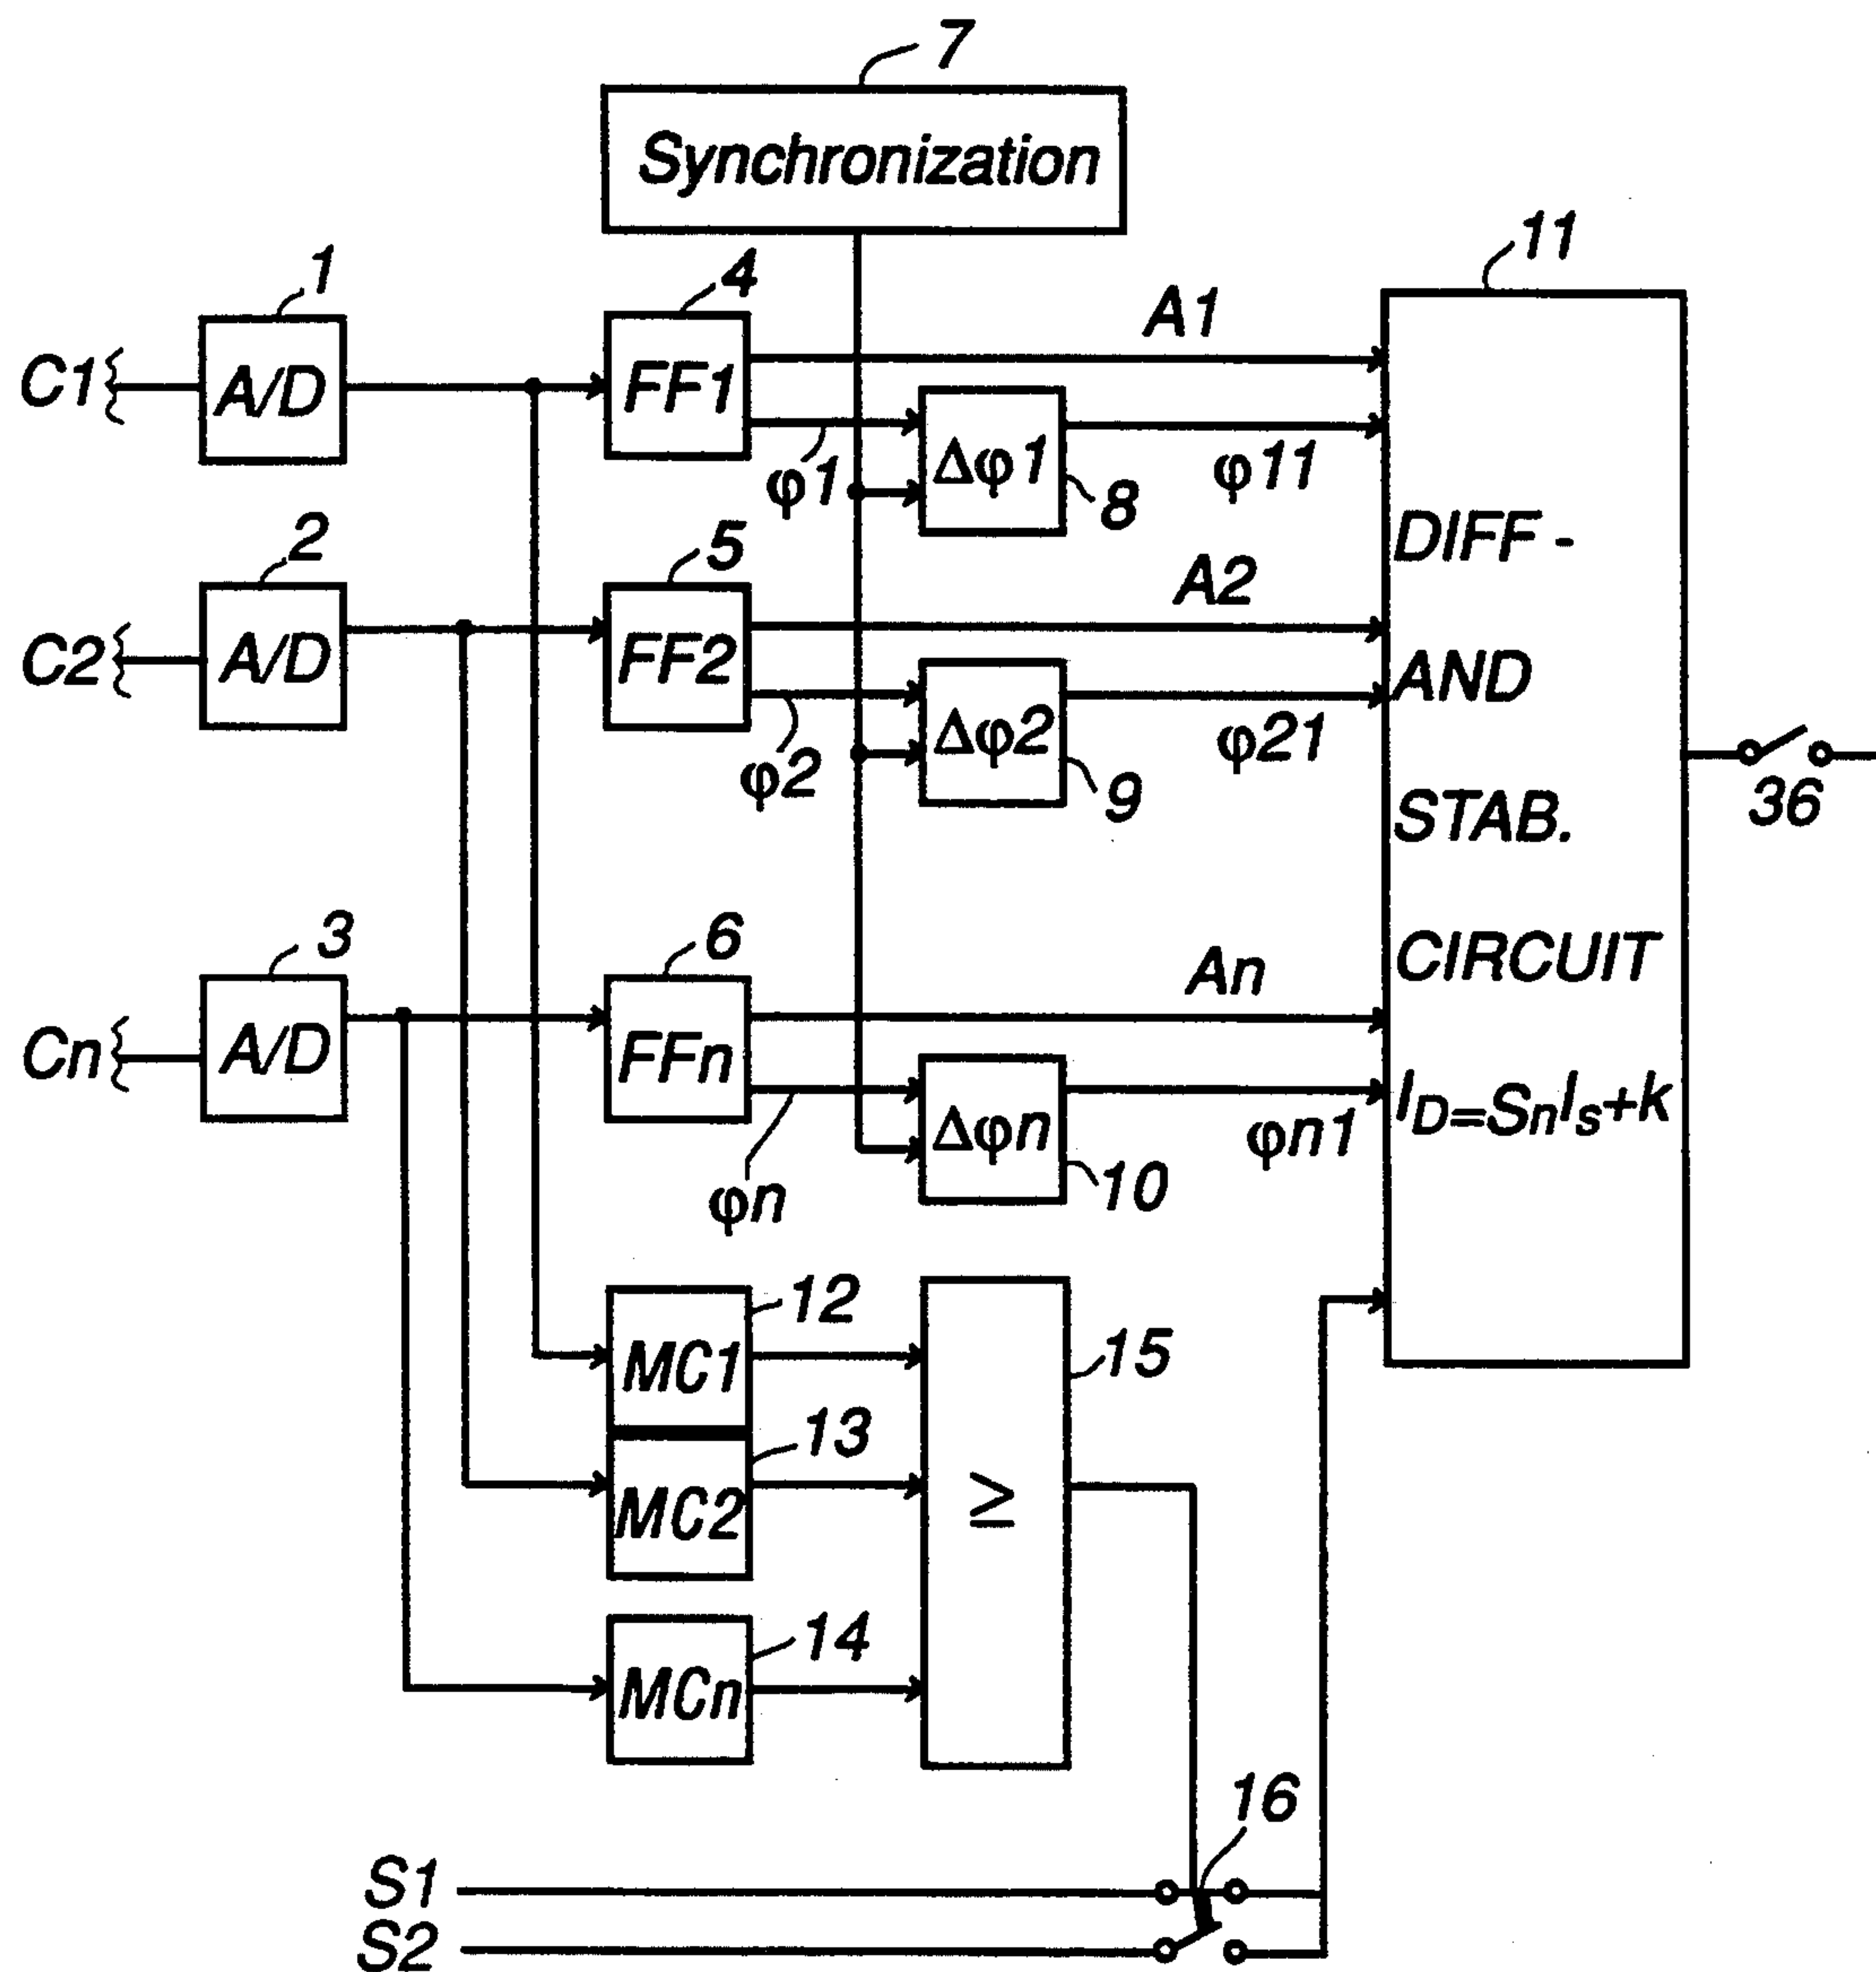 7
Synchronization
1
4
11
C1
A/D
FF1
A1
φ1
Δφ1
φ11
8
DIFF -
2
5
A2
C2
A/D
FF2
AND
φ2
Δφ2
φ21
9
36
STAB.
3
6
An
CIRCUIT
Cn
A/D
FFn
φn
Δφn
φn1
10
ID=SnIs+k
12
MC1
15
13
MC2
≥
14
MCn
16
S1
S2